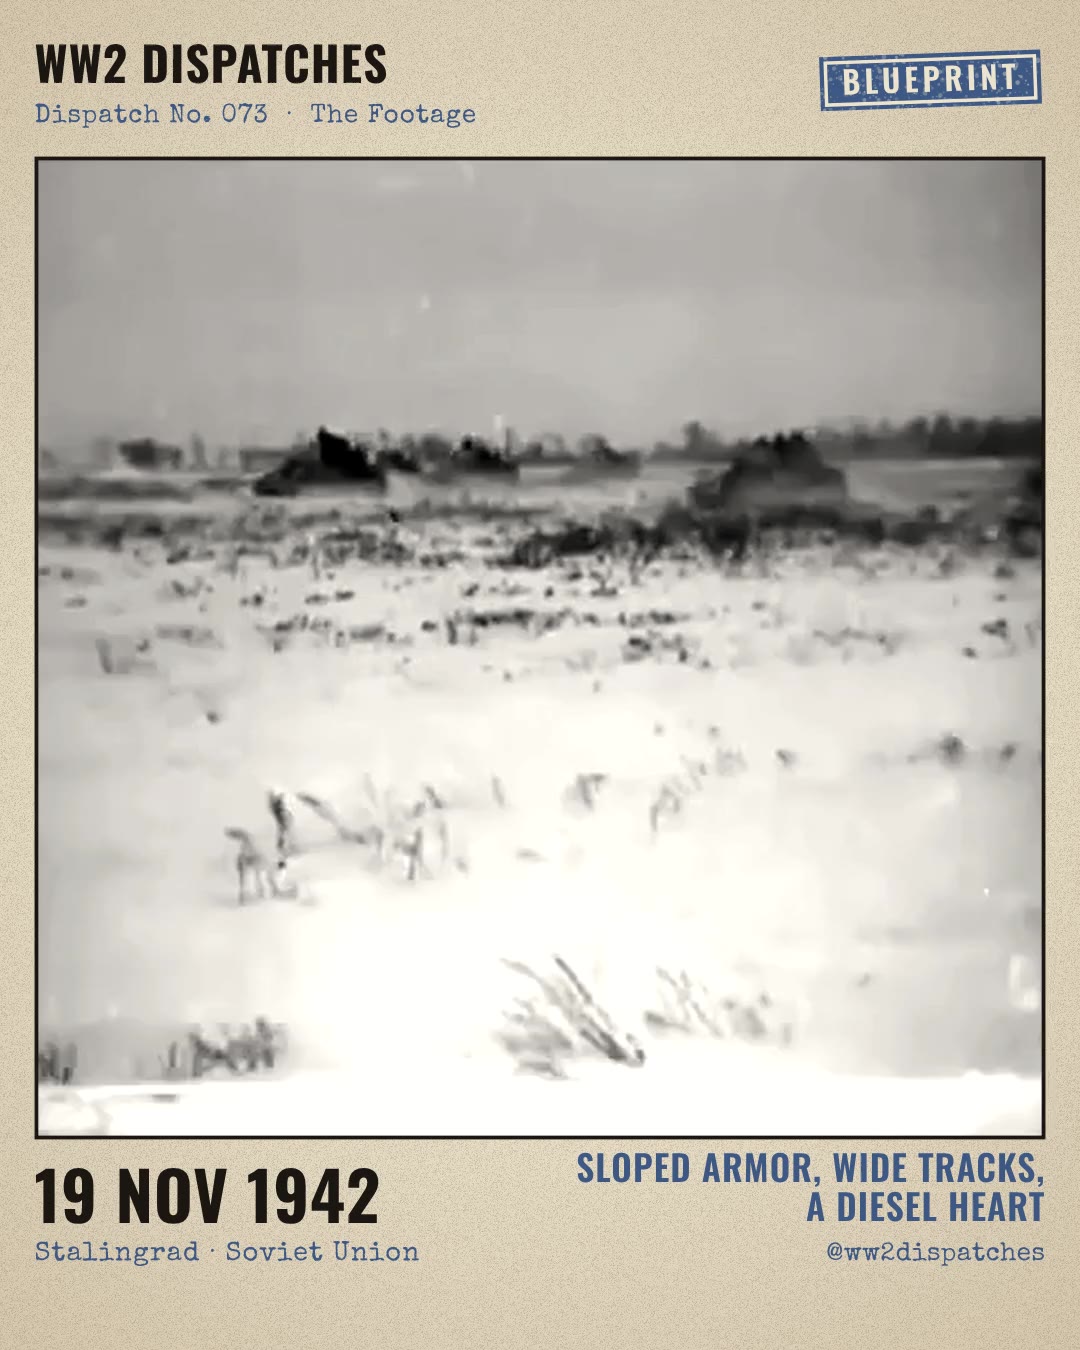 WW2 DISPATCHES
Dispatch No. 073 · The Footage
BLUEPRINT
19 NOV 1942
Stalingrad · Soviet Union
SLOPED ARMOR, WIDE TRACKS,
A DIESEL HEART
@ww2dispatches